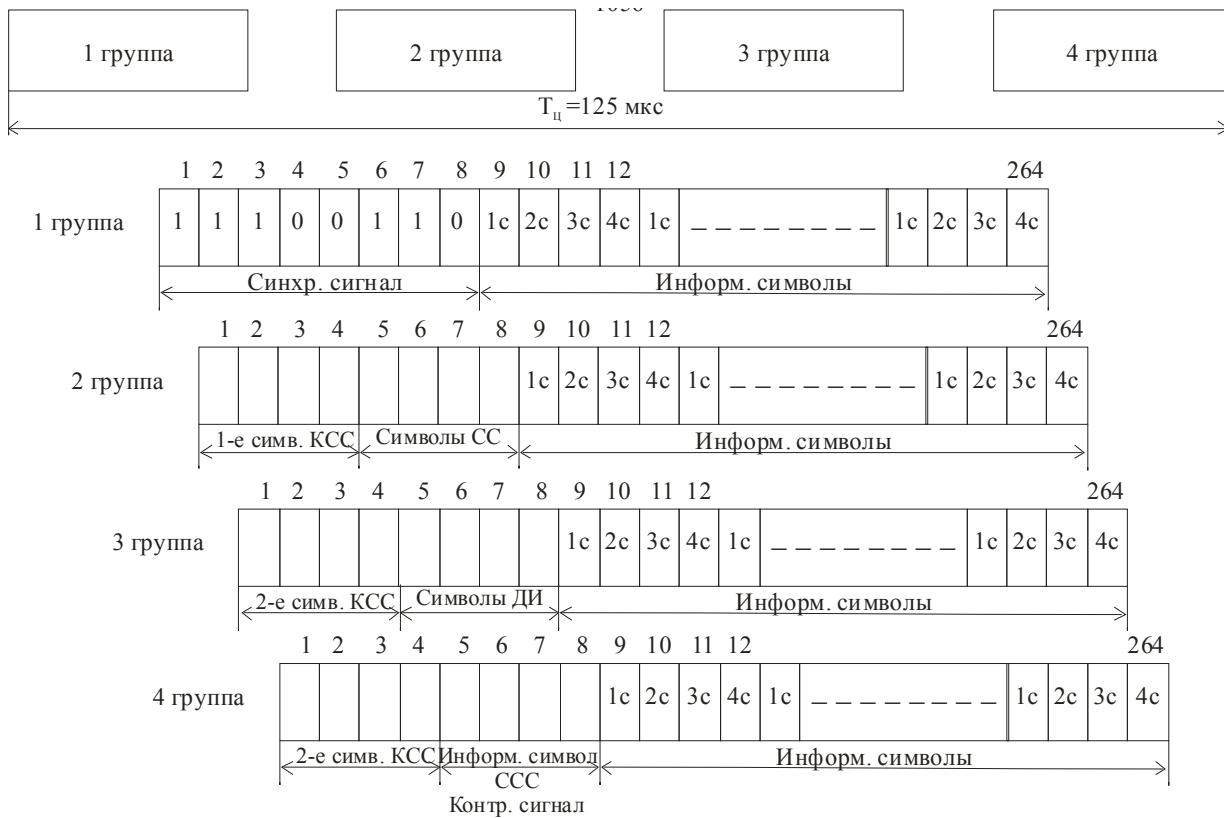 1 группа 2 группа 3 группа 4 группа
Тц =125 мкс
1 2 3 4 5 6 7 8 9 10 11 12 264
1 группа 1 1 1 0 0 1 1 0 1с 2с 3с 4с 1с 1с 2с 3с 4с
Синхр. сигнал Информ. символы
1 2 3 4 5 6 7 8 9 10 11 12 264
2 группа 1с 2с 3с 4с 1с 1с 2с 3с 4с
1-е симв. КСС Символы СС Информ. символы
1 2 3 4 5 6 7 8 9 10 11 12 264
3 группа 1с 2с 3с 4с 1с 1с 2с 3с 4с
2-е симв. КСС Символы ДИ Информ. символы
1 2 3 4 5 6 7 8 9 10 11 12 264
4 группа 1с 2с 3с 4с 1с 1с 2с 3с 4с
2-е симв. КСС Информ. символ Информ. символы
ССС
Контр. сигнал